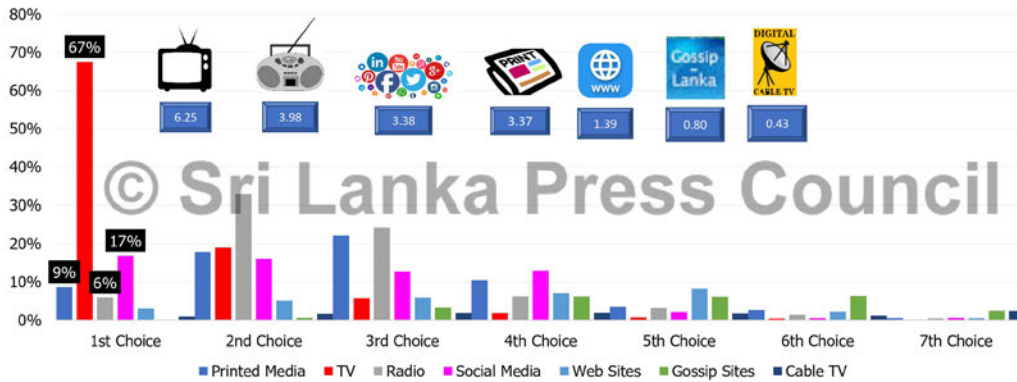 80%
70%
60%
50%
40%
30%
20%
10%
0%
67%
9%
6%
17%
in
You Tube
g+
PRINT
WWW
Gossip - Lanka
DIGITAL
CABLE TV
6.25 3.98 3.38 3.37 1.39 0.80 0.43
© Sri Lanka Press Council
1st Choice 2nd Choice 3rd Choice 4th Choice 5th Choice 6th Choice 7th Choice
Printed Media TV Radio Social Media Web Sites Gossip Sites Cable TV